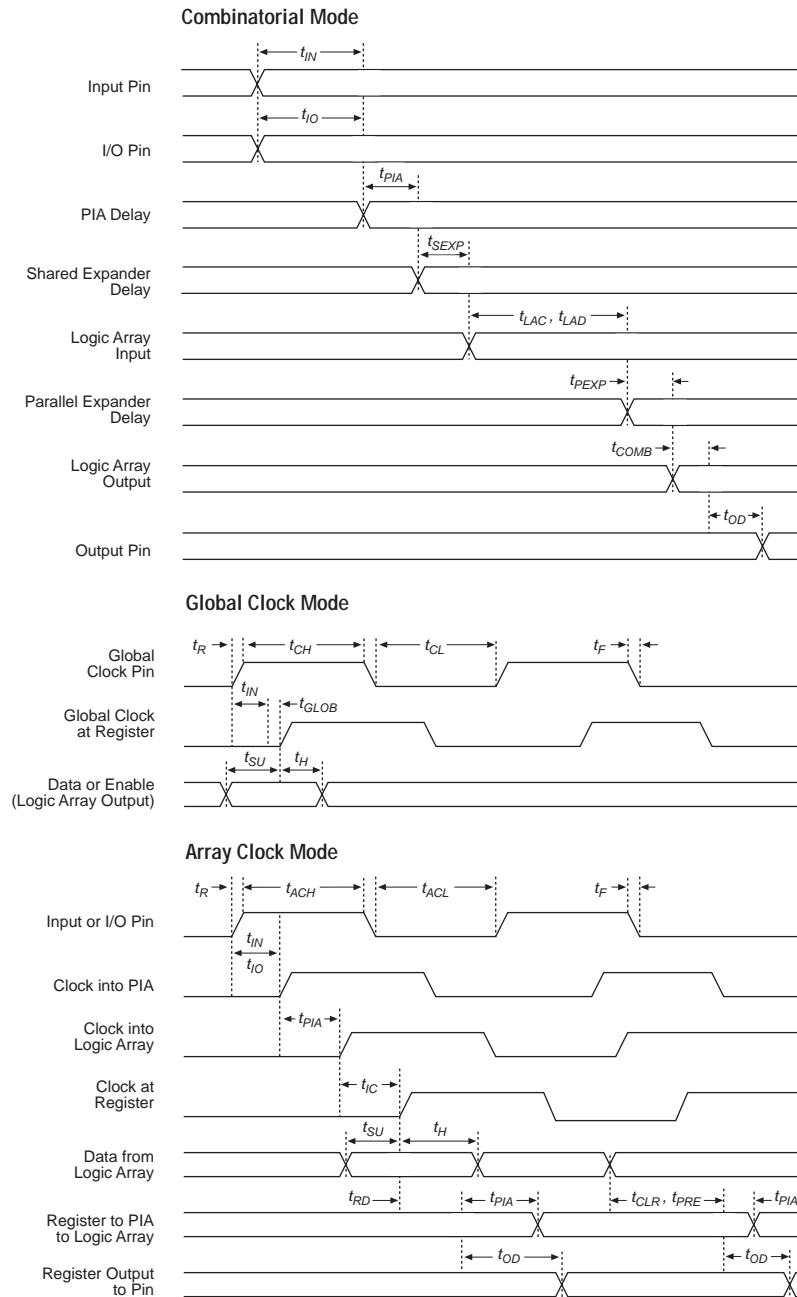 Combinatorial Mode
tIN
Input Pin
tIO
I/O Pin
tPIA
PIA Delay
tSEXP
Shared Expander
Delay
tLAC , tLAD
Logic Array
Input
tPEXP
Parallel Expander
Delay
tCOMB
Logic Array
Output
tOD
Output Pin
Global Clock Mode
tR tCH tCL tF
Global
Clock Pin
tIN tGLOB
Global Clock
at Register
tSU tH
Data or Enable
(Logic Array Output)
Array Clock Mode
tR tACH tACL tF
Input or I/O Pin
tIN
tIO
Clock into PIA
tPIA
Clock into
Logic Array
tIC
Clock at
Register
tSU tH
Data from
Logic Array
tRD tPIA tCLR , tPRE tPIA
Register to PIA
to Logic Array
tOD tOD
Register Output
to Pin